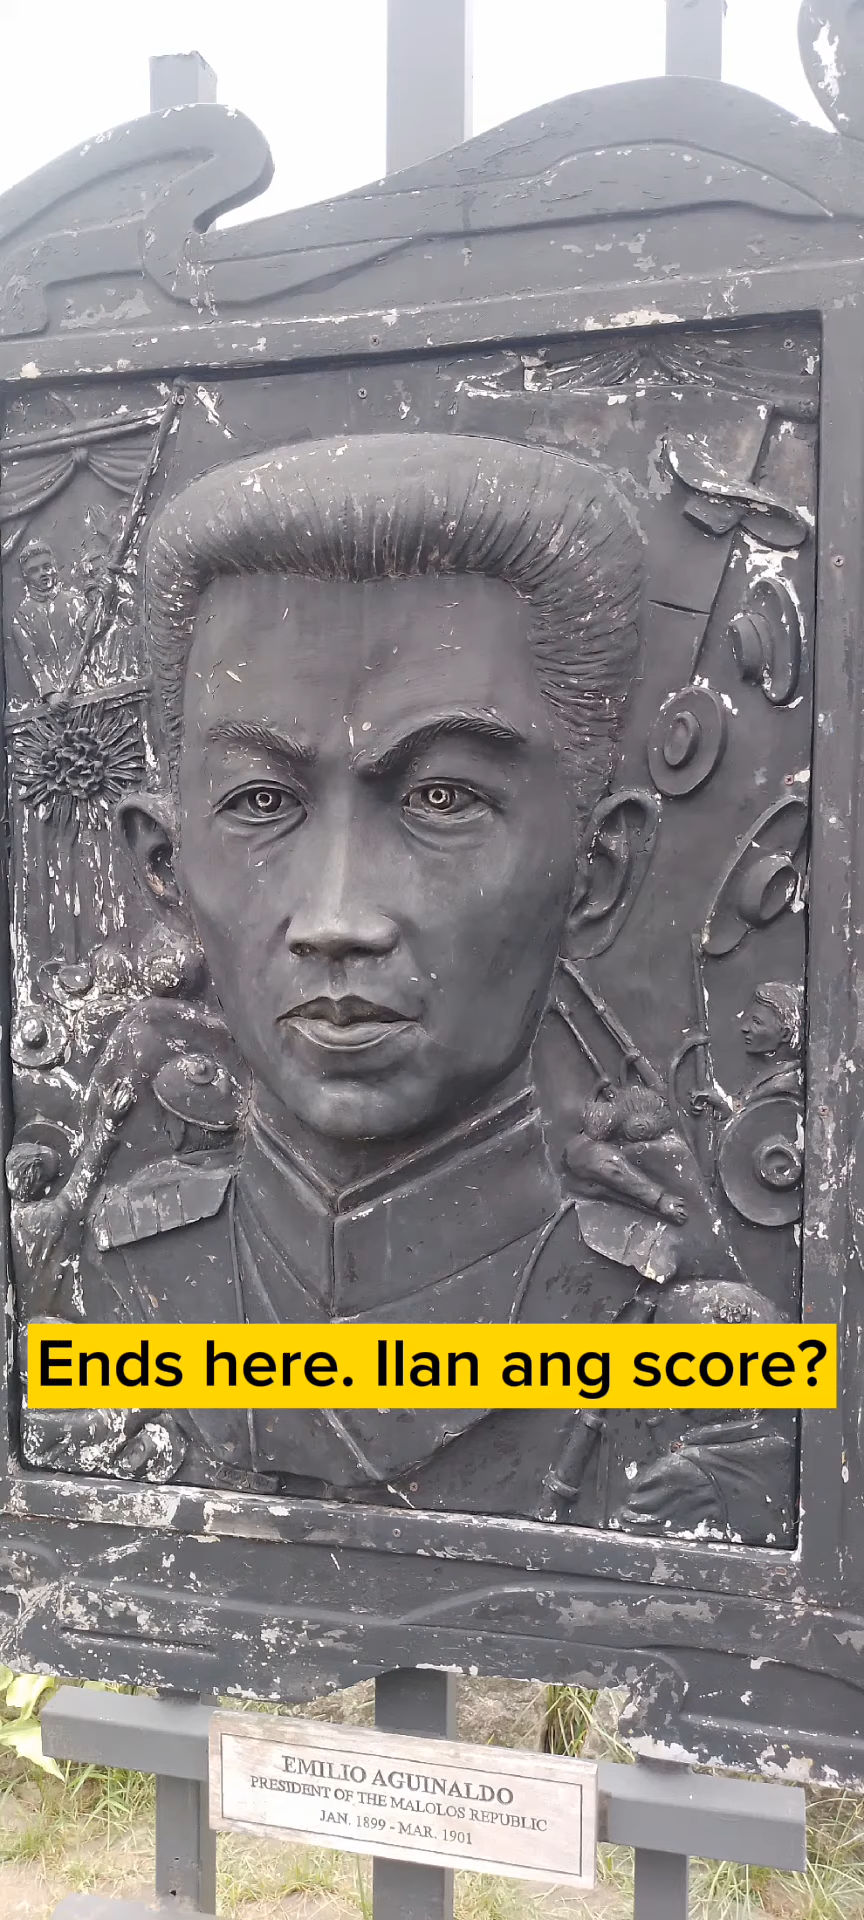 Ends here. Ilan ang score?
EMILIO AGUINALDO
PRESIDENT OF THE MALOLOS REPUBLIC
JAN. 1899 - MAR. 1901